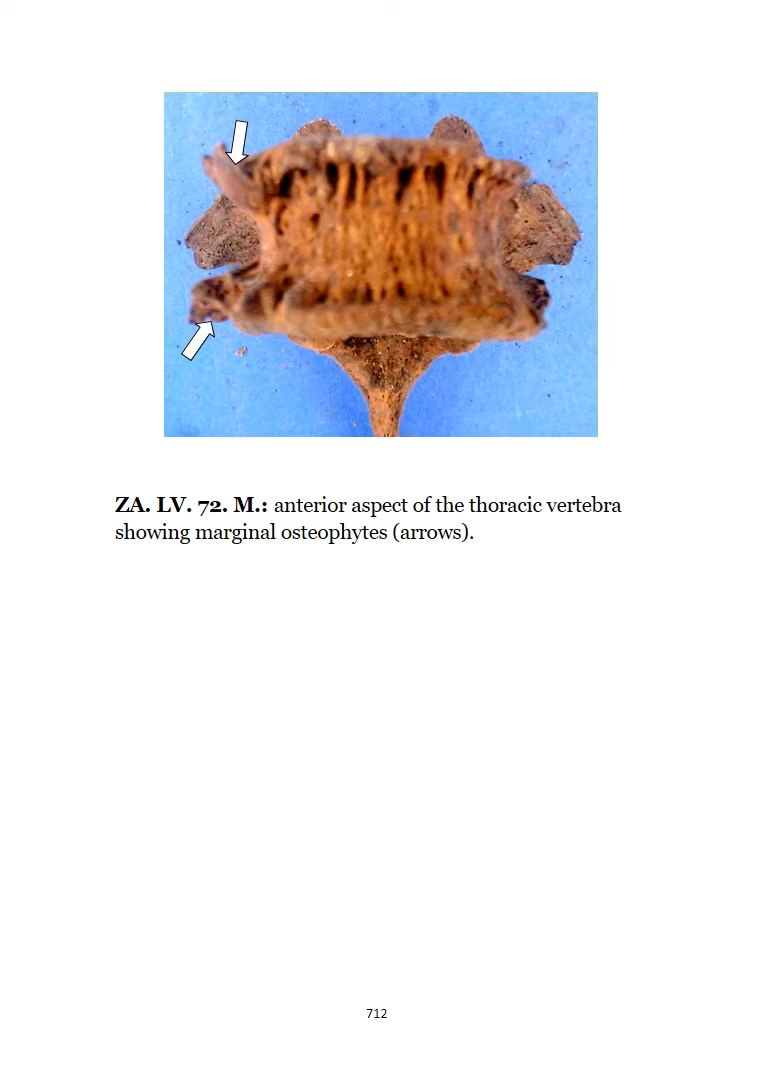 ZA. LV. 72. M.: anterior aspect of the thoracic vertebra
showing marginal osteophytes (arrows).
712